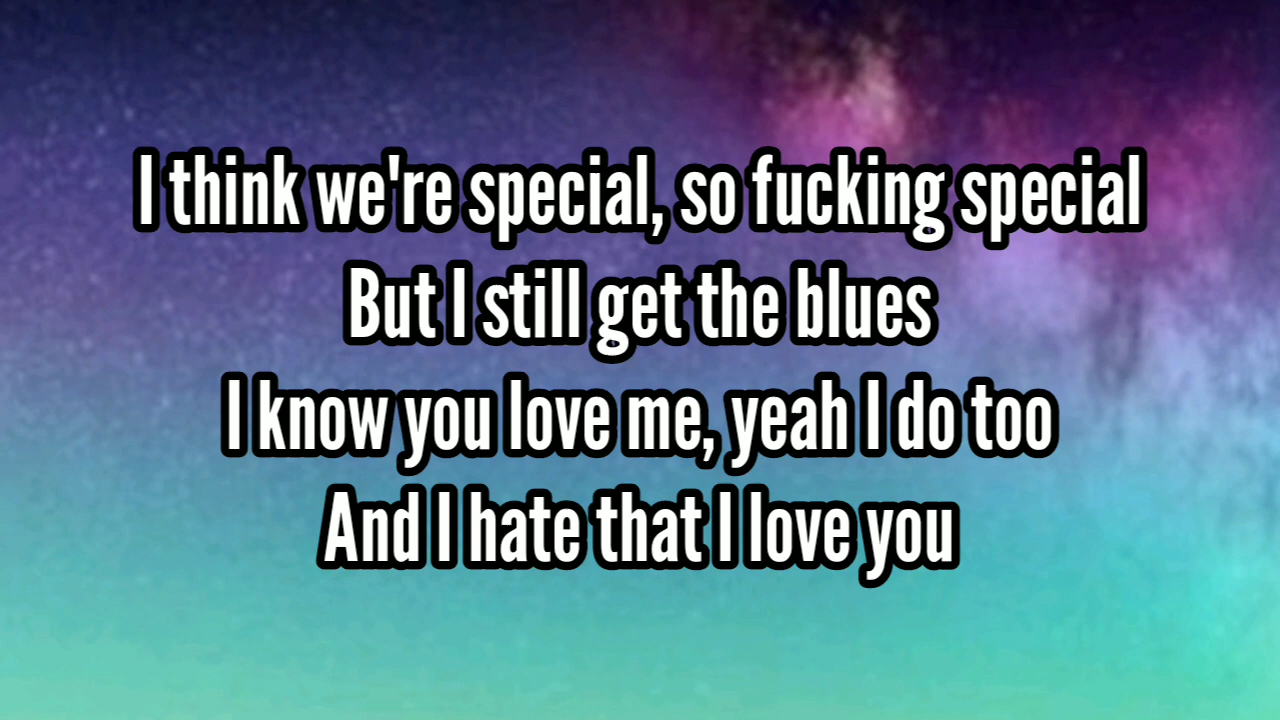 I think we're special, so fucking special
But I still get the blues
I know you love me, yeah I do too
And I hate that I love you